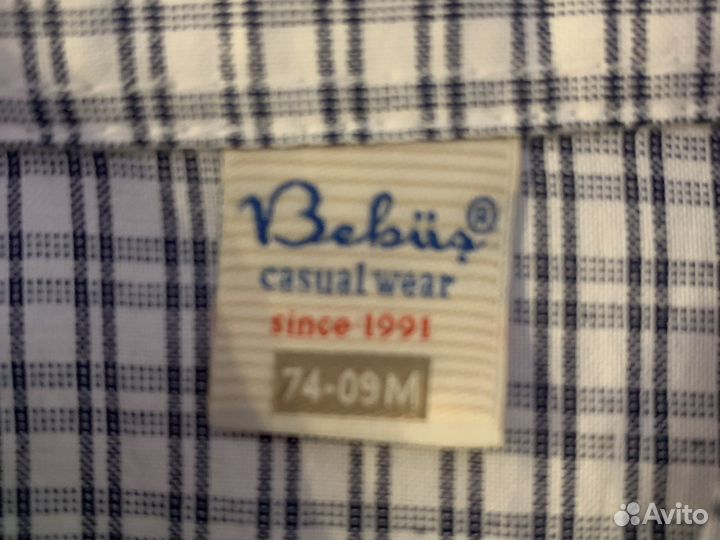 Bebüş®
casual wear
since 1991
74-09M
Avito